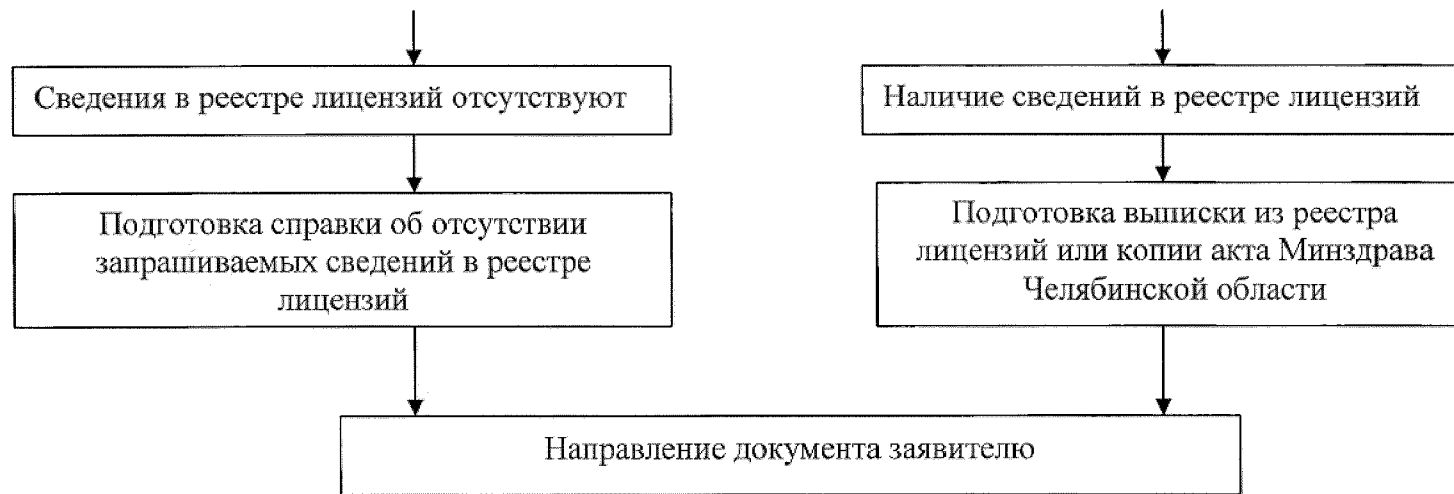 Сведения в реестре лицензий отсутствуют
Наличие сведений в реестре лицензий
Подготовка справки об отсутствии
запрашиваемых сведений в реестре
лицензий
Подготовка выписки из реестра
лицензий или копии акта Минздрава
Челябинской области
Направление документа заявителю